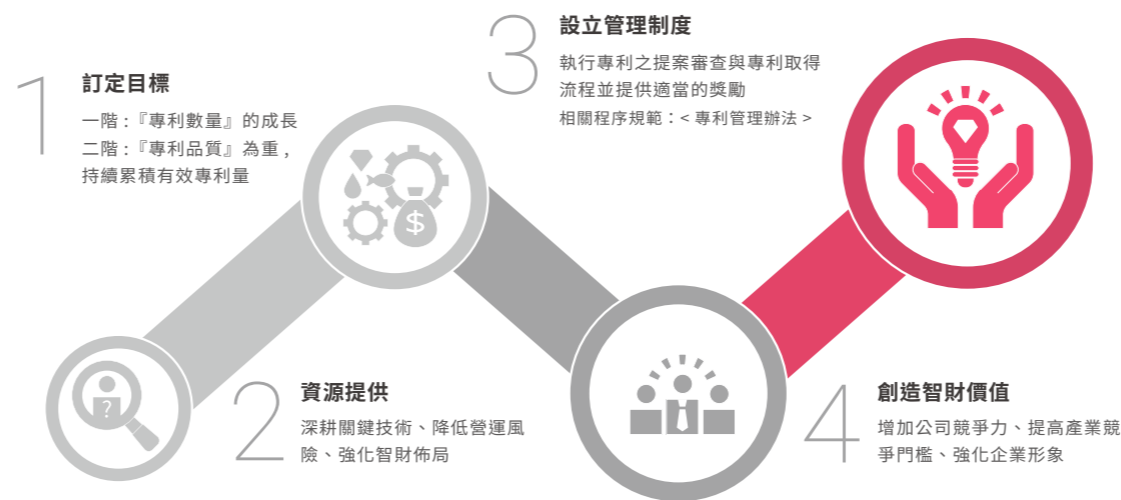 1
訂定目標
一階 :『專利數量』的成長
二階 :『專利品質』為重 ,
持續累積有效專利量
?
$
2
資源提供
深耕關鍵技術、降低營運風
險、強化智財佈局
3
設立管理制度
執行專利之提案審查與專利取得
流程並提供適當的獎勵
相關程序規範：< 專利管理辦法 >
4
創造智財價值
增加公司競爭力、提高產業競
爭門檻、強化企業形象